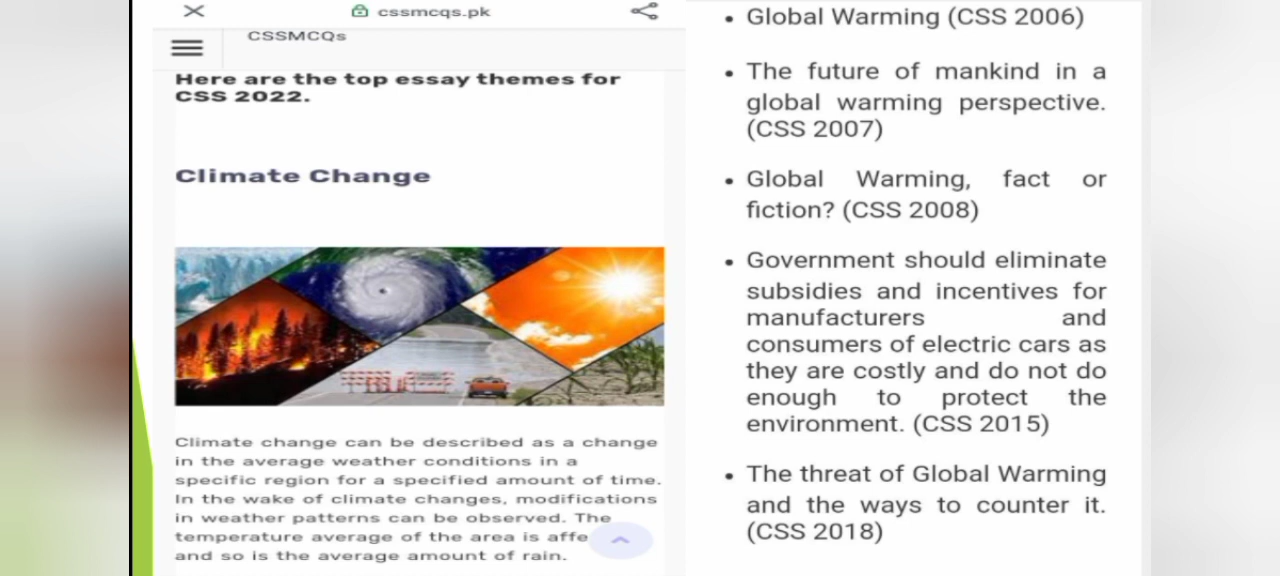 cssmcqs.pk
CSSMCQs
Here are the top essay themes for
CSS 2022.
Climate Change
Climate change can be described as a change
in the average weather conditions in a
specific region for a specified amount of time.
In the wake of climate changes, modifications
in weather patterns can be observed. The
temperature average of the area is affe
and so is the average amount of rain.
• Global Warming (CSS 2006)
• The future of mankind in a
global warming perspective.
(CSS 2007)
• Global Warming, fact or
fiction? (CSS 2008)
• Government should eliminate
subsidies and incentives for
manufacturers and
consumers of electric cars as
they are costly and do not do
enough to protect the
environment. (CSS 2015)
• The threat of Global Warming
and the ways to counter it.
(CSS 2018)